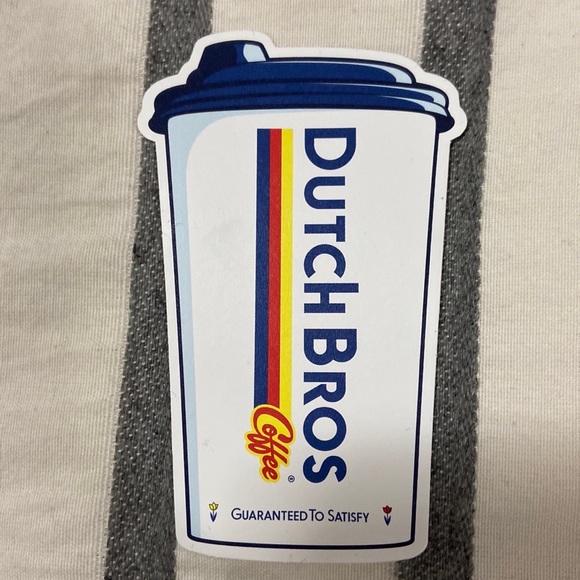 DUTCH BROS
Coffee ®
GUARANTEED TO SATISFY